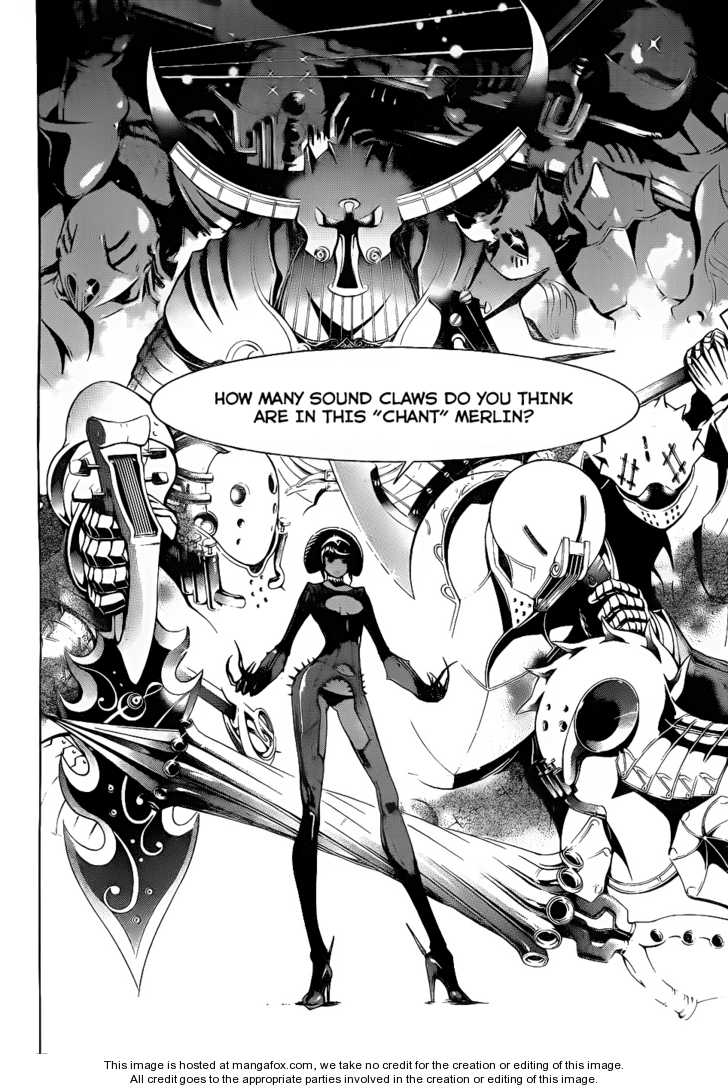 HOW MANY SOUND CLAWS DO YOU THINK
ARE IN THIS "CHANT" MERLIN?
This image is hosted at mangafox.com, we take no credit for the creation or editing of this image.
All credit goes to the appropriate parties involved in the creation or editing of this image.